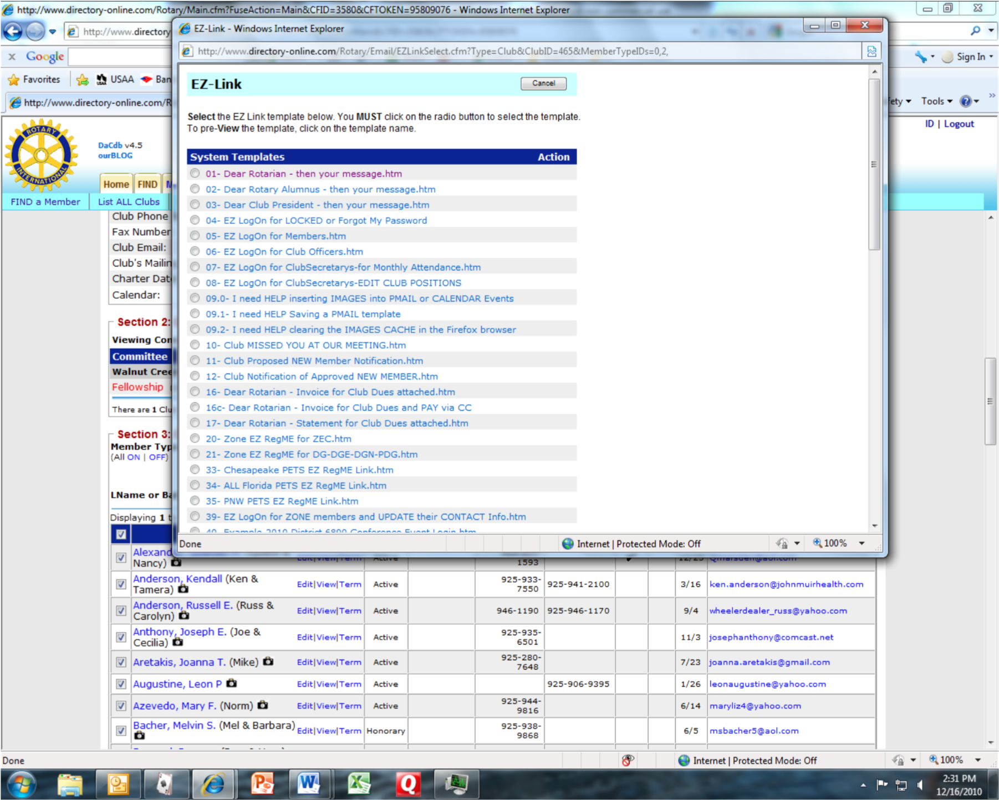 http://www.directory-online.com/Rotary/Main.cfm?FuseAction=Main&CFID=3580&CFTOKEN=95809076 - Windows Internet Explorer
http://www.directory
EZ-Link - Windows Internet Explorer
http://www.directory-online.com/Rotary/Email/EZLinkSelect.cfm?Type=Club&ClubID=465&MemberTypeIDs=0,2,
x Google
Sign In
Favorites
USAA
Ban
http://www.directory-online.com/R
fety Tools
ROTARY
INTERNATIONAL
DaCdb v4.5
ourBLOG
ID | Logout
Home FIND M
FIND a Member List ALL Clubs
EZ-Link
Cancel
Select the EZ Link template below. You MUST click on the radio button to select the template.
To pre-View the template, click on the template name.
System Templates Action
01- Dear Rotarian - then your message.htm
02- Dear Rotary Alumnus - then your message.htm
03- Dear Club President - then your message.htm
04- EZ LogOn for LOCKED or Forgot My Password
05- EZ LogOn for Members.htm
06- EZ LogOn for Club Officers.htm
07- EZ LogOn for ClubSecretarys-for Monthly Attendance.htm
08- EZ LogOn for ClubSecretarys-EDIT CLUB POSITIONS
09.0- I need HELP inserting IMAGES into PMAIL or CALENDAR Events
09.1- I need HELP Saving a PMAIL template
09.2- I need HELP clearing the IMAGES CACHE in the Firefox browser
10- Club MISSED YOU AT OUR MEETING.htm
11- Club Proposed NEW Member Notification.htm
12- Club Notification of Approved NEW MEMBER.htm
16- Dear Rotarian - Invoice for Club Dues attached.htm
16c- Dear Rotarian - Invoice for Club Dues and PAY via CC
17- Dear Rotarian - Statement for Club Dues attached.htm
20- Zone EZ RegME for ZEC.htm
21- Zone EZ RegME for DG-DGE-DGN-PDG.htm
33- Chesapeake PETS EZ RegME Link.htm
34- ALL Florida PETS EZ RegME Link.htm
35- PNW PETS EZ RegME Link.htm
39- EZ LogOn for ZONE members and UPDATE their CONTACT Info.htm
40- Example 2010 District 6890 Conference Event Login.htm
Done
Internet | Protected Mode: Off
100%
Club Phone
Fax Number
Club Email:
Club's Mailin
Charter Dat
Calendar:
Section 2:
Viewing Con
Committee
Walnut Cree
Fellowship
There are 1 Clu
Section 3:
Member Typ
(All ON | OFF)
LName or Ba
Displaying 1 t
Alexand
Nancy) Edit|View|Term Active 1593 12/25
Anderson, Kendall (Ken &
Tamera) Edit|View|Term Active 925-933-7550 925-941-2100 3/16 ken.anderson@johnmuirhealth.com
Anderson, Russell E. (Russ &
Carolyn) Edit|View|Term Active 946-1190 925-946-1170 9/4 wheelerdealer_russ@yahoo.com
Anthony, Joseph E. (Joe &
Cecilia) Edit|View|Term Active 925-935-6501 11/3 josephanthony@comcast.net
Aretakis, Joanna T. (Mike) Edit|View|Term Active 925-280-7648 7/23 joanna.aretakis@gmail.com
Augustine, Leon P Edit|View|Term Active 925-906-9395 1/26 leonaugustine@yahoo.com
Azevedo, Mary F. (Norm) Edit|View|Term Active 925-944-9816 6/14 maryliz4@yahoo.com
Bacher, Melvin S. (Mel & Barbara) Edit|View|Term Honorary 925-938-9868 6/5 msbacher5@aol.com
Done
Internet | Protected Mode: Off
100%
2:31 PM
12/16/2010